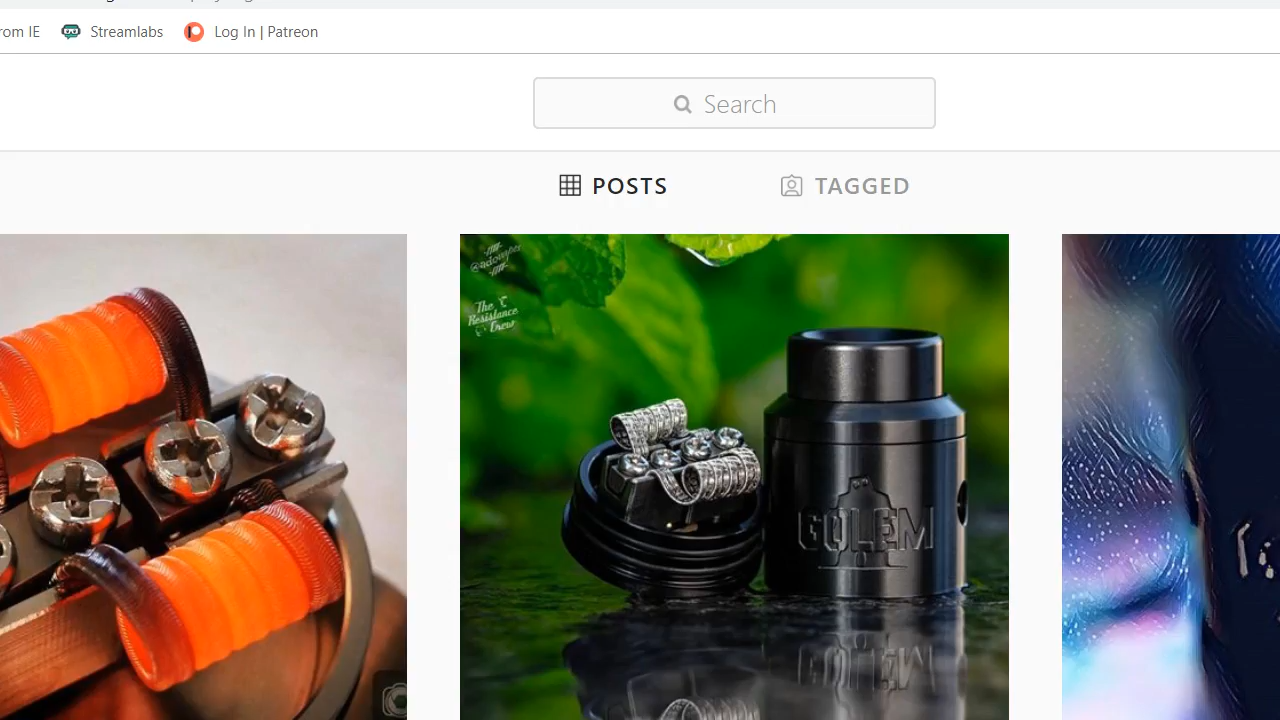 rom IE
Streamlabs
Log In | Patreon
Search
POSTS
TAGGED
The
Resistance
Crew
GOLEM